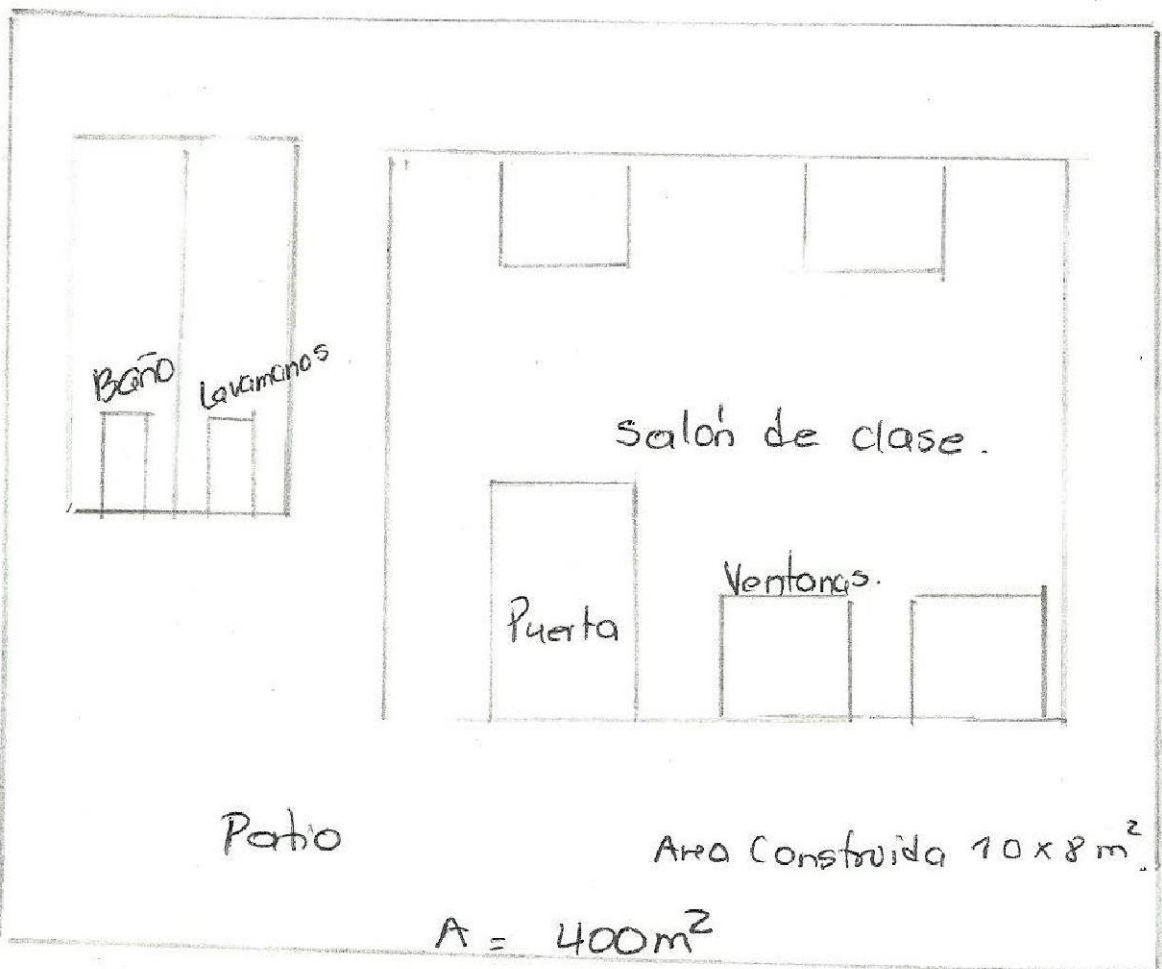 Baño
Lavamanos
Salón de clase.
Ventanas.
Puerta
Patio
Area Construida 10 x 8 m².
A = 400m²